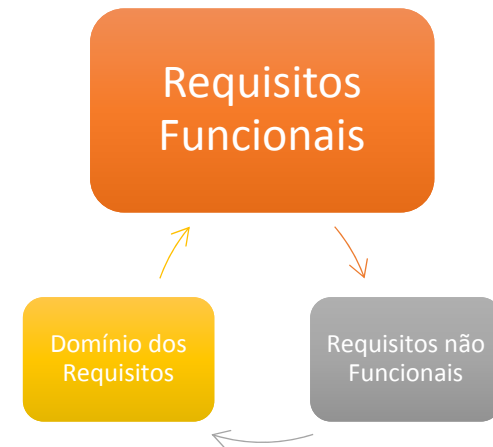 Requisitos
Funcionais
Domínio dos
Requisitos
Requisitos não
Funcionais